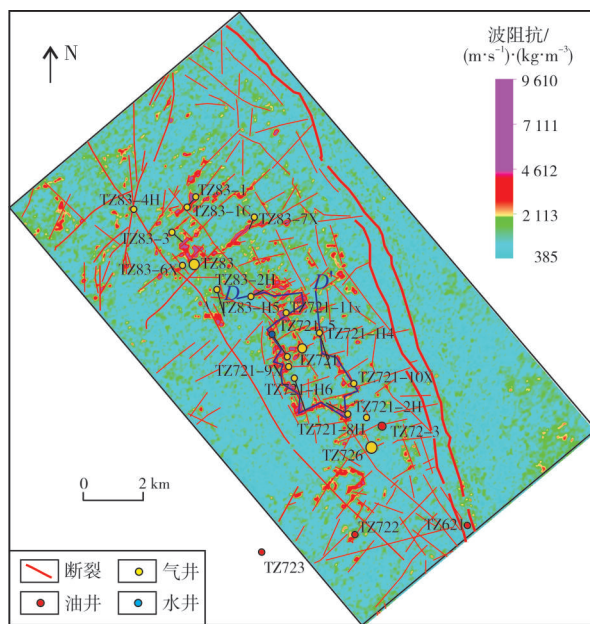 N
波阻抗/
(m·s⁻¹)·(kg·m⁻³)
9 610
7 111
4 612
2 113
385
TZ83-1
TZ83-4H
TZ83-1C
TZ83-7X
TZ83-3
TZ83-6X
TZ83
TZ83-2H
D
D'
TZ83-H5
TZ721-11x
TZ721-5
TZ721-H4
TZ721
TZ721-9X
TZ721-10X
TZ721-H6
TZ721-2H
TZ721-8H
TZ72-3
TZ726
0 2 km
TZ722
TZ621
TZ723
断裂
气井
油井
水井